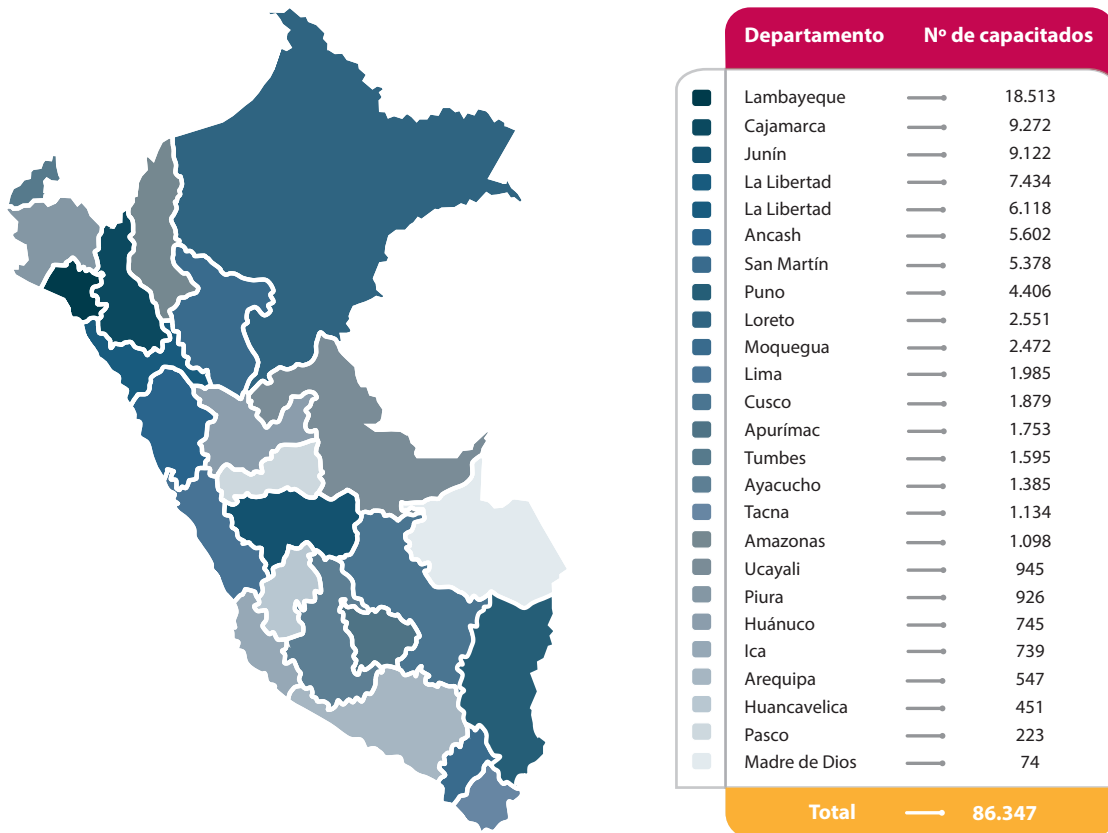 Departamento Nº de capacitados
Lambayeque 18.513
Cajamarca 9.272
Junín 9.122
La Libertad 7.434
La Libertad 6.118
Ancash 5.602
San Martín 5.378
Puno 4.406
Loreto 2.551
Moquegua 2.472
Lima 1.985
Cusco 1.879
Apurímac 1.753
Tumbes 1.595
Ayacucho 1.385
Tacna 1.134
Amazonas 1.098
Ucayali 945
Piura 926
Huánuco 745
Ica 739
Arequipa 547
Huancavelica 451
Pasco 223
Madre de Dios 74
Total 86.347